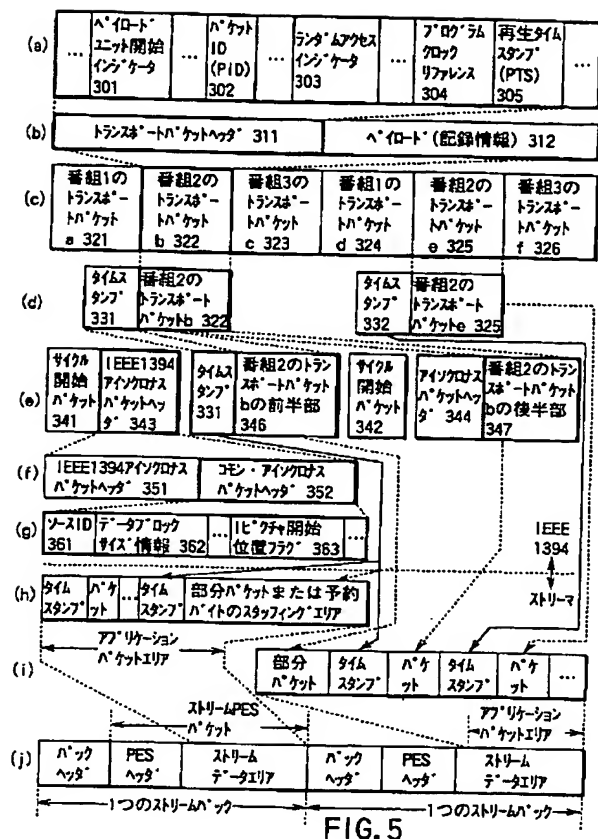 (a)
… ペイロード
ユニット開始
インジケータ
301
… パケット
ID
(PID)
302
… ランダムアクセス
インジケータ
303
… プログラム
クロック
リファレンス
304
再生タイム
スタンプ
(PTS)
305
…
(b)
トランスポートパケットヘッダ 311
ペイロード(記録情報) 312
(c)
番組1の
トランスポー
トパケット
a 321
番組2の
トランスポー
トパケット
b 322
番組3の
トランスポー
トパケット
c 323
番組1の
トランスポー
トパケット
d 324
番組2の
トランスポー
トパケット
e 325
番組3の
トランスポー
トパケット
f 326
(d)
タイムス
タンプ
331
番組2の
トランスポート
パケットb 322
タイムス
タンプ
332
番組2の
トランスポート
パケットe 325
(e)
サイクル
開始
パケット
341
IEEE1394
アイソクロナス
パケットヘッ
ダ 343
タイムス
タンプ
331
番組2のトラン
スポートパケット
bの前半部
346
サイクル
開始
パケット
342
アイソクロナ
スパケットヘッ
ダ 344
番組2のトラン
スポートパケット
bの後半部
347
(f)
IEEE1394アイソクロナス
パケットヘッダ 351
コモン・アイソクロナス
パケットヘッダ 352
(g)
ソースID
361
データブロック
サイズ情報 362
…
Iピクチャ開始
位置フラグ 363
…
IEEE
1394
ストリーマ
(h)
タイム
スタンプ
パケ
ット
…
タイム
スタンプ
部分パケットまたは予約
バイトのスタッフィングエリア
アプリケーション
パケットエリア
(i)
部分
パケット
タイム
スタンプ
パケ
ット
タイム
スタンプ
パケ
ット
…
ストリームPES
パケット
アプリケーション
パケットエリア
(j)
パック
ヘッダ
PES
ヘッダ
ストリーム
データエリア
パック
ヘッダ
PES
ヘッダ
ストリーム
データエリア
1つのストリームパック
1つのストリームパック
FIG.5